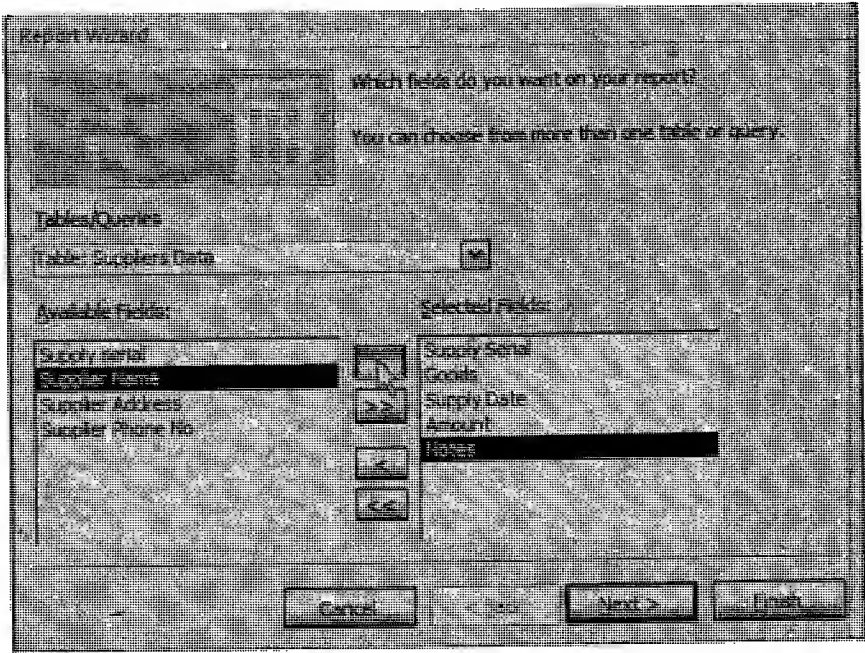 Report Wizard
Which fields do you want on your report?
You can choose from more than one table or query.
Tables/Queries
Table: Suppliers Data
Available Fields:
Selected Fields:
Supply serial
Supplier Name
Supplier Address
Supplier Phone No
>>
<
<<
Supply Serial
Goods
Supply Date
Amount
Notes
Cancel
< Back
Next >
Finish